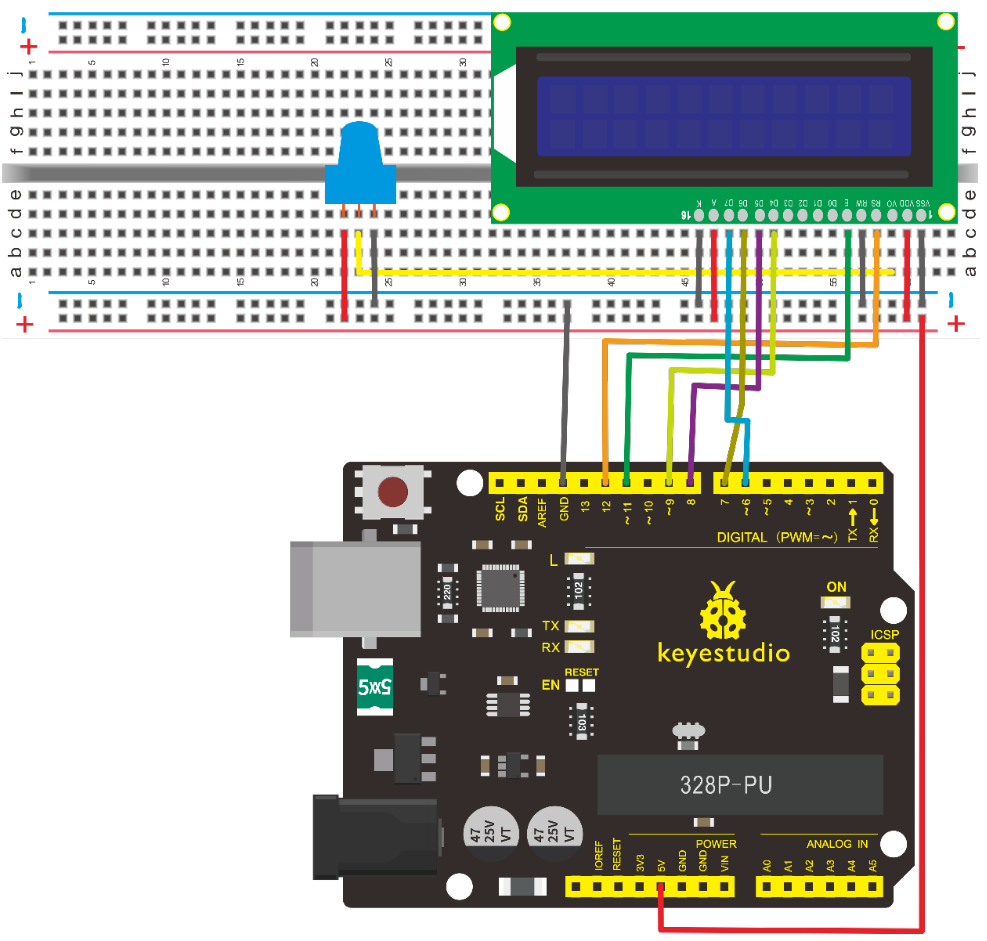 − +
1 5 10 15 20 25 30
j
i
h
g
f
e
d
c
b
a
16 K A D7 D6 D5 D4 D3 D2 D1 D0 E RW RS VO VDD VSS 1
1 5 10 15 20 25 30 35 40 45 55
− +
SCL SDA AREF GND 13 12 ~11 ~10 ~9 8 7 ~6 ~5 4 ~3 2 TX→1 RX←0
DIGITAL (PWM=~)
L
220
102
ON
102
TX
RX
keyestudio
ICSP
RESET
EN
5x5
103
328P-PU
47
25V
VT
47
25V
VT
POWER
ANALOG IN
IOREF RESET 3V3 5V GND GND VIN A0 A1 A2 A3 A4 A5